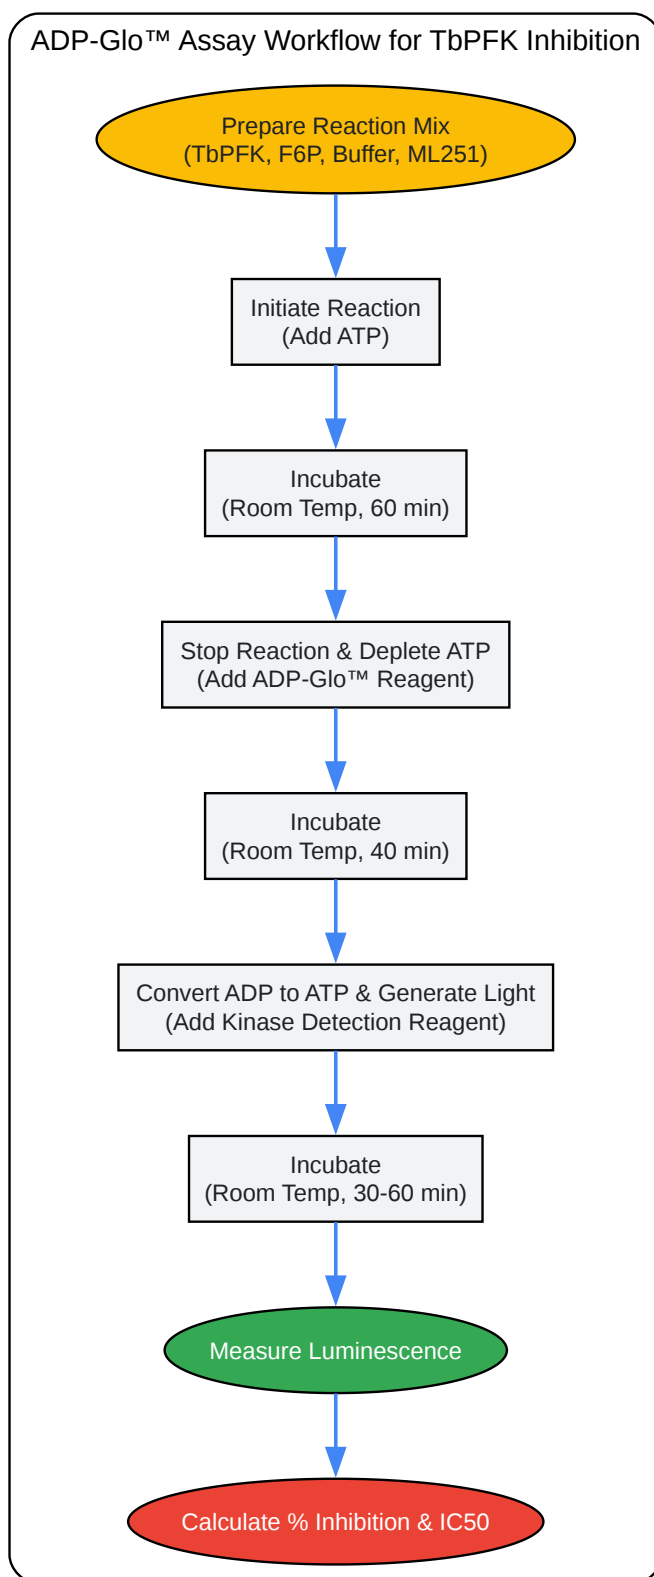 ADP-Glo™ Assay Workflow for TbPFK Inhibition
Prepare Reaction Mix
(TbPFK, F6P, Buffer, ML251)
Initiate Reaction
(Add ATP)
Incubate
(Room Temp, 60 min)
Stop Reaction & Deplete ATP
(Add ADP-Glo™ Reagent)
Incubate
(Room Temp, 40 min)
Convert ADP to ATP & Generate Light
(Add Kinase Detection Reagent)
Incubate
(Room Temp, 30-60 min)
Measure Luminescence
Calculate % Inhibition & IC50